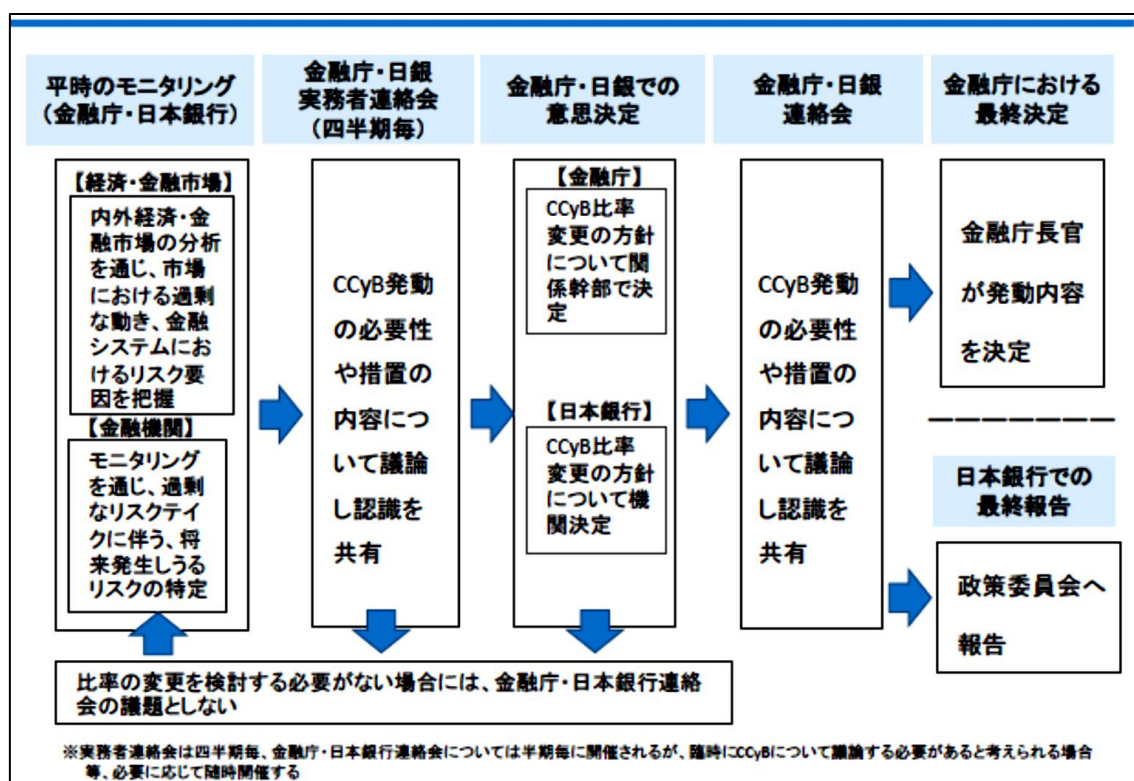 平時のモニタリング
（金融庁・日本銀行）
【経済・金融市場】
内外経済・金
融市場の分析
を通じ、市場
における過剰
な動き、金融
システムにお
けるリスク要
因を把握
【金融機関】
モニタリング
を通じ、過剰
なリスクテイ
クに伴う、将
来発生しうる
リスクの特定
金融庁・日銀
実務者連絡会
（四半期毎）
CCyB発動
の必要性
や措置の
内容につ
いて議論
し認識を
共有
金融庁・日銀での
意思決定
【金融庁】
CCyB比率
変更の方針
について関
係幹部で決
定
【日本銀行】
CCyB比率
変更の方針
について機
関決定
金融庁・日銀
連絡会
CCyB発動
の必要性
や措置の
内容につ
いて議論
し認識を
共有
金融庁における
最終決定
金融庁長官
が発動内容
を決定
日本銀行での
最終報告
政策委員会へ
報告
比率の変更を検討する必要がない場合には、金融庁・日本銀行連絡
会の議題としない
※実務者連絡会は四半期毎、金融庁・日本銀行連絡会については半期毎に開催されるが、臨時にCCyBについて議論する必要があると考えられる場合
等、必要に応じて随時開催する